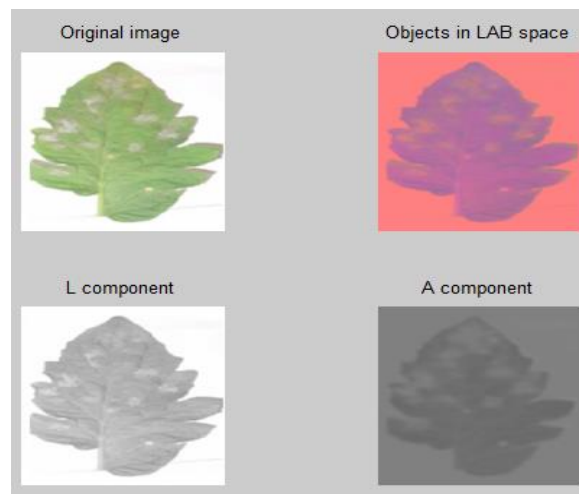 Original image
Objects in LAB space
L component
A component